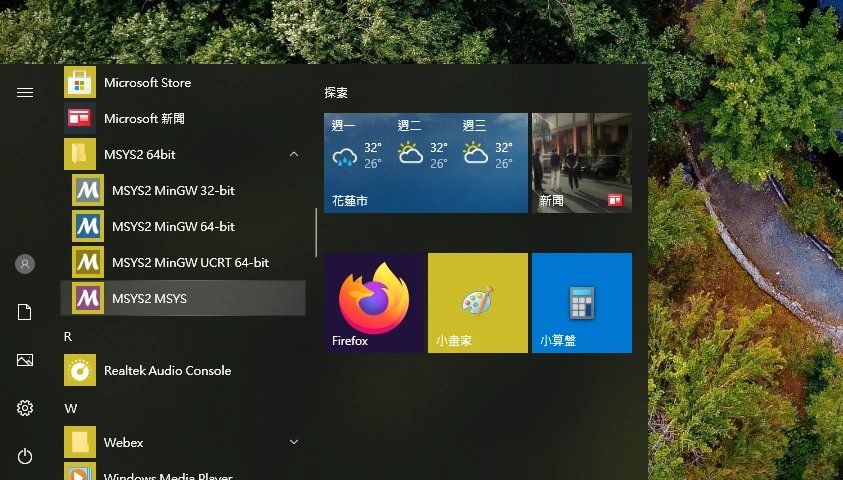 Microsoft Store
Microsoft 新聞
MSYS2 64bit
MSYS2 MinGW 32-bit
MSYS2 MinGW 64-bit
MSYS2 MinGW UCRT 64-bit
MSYS2 MSYS
R
Realtek Audio Console
W
Webex
Windows Media Player
探索
週一 週二 週三
32° 32° 32°
26° 26° 26°
花蓮市
新聞
Firefox
小畫家
小算盤